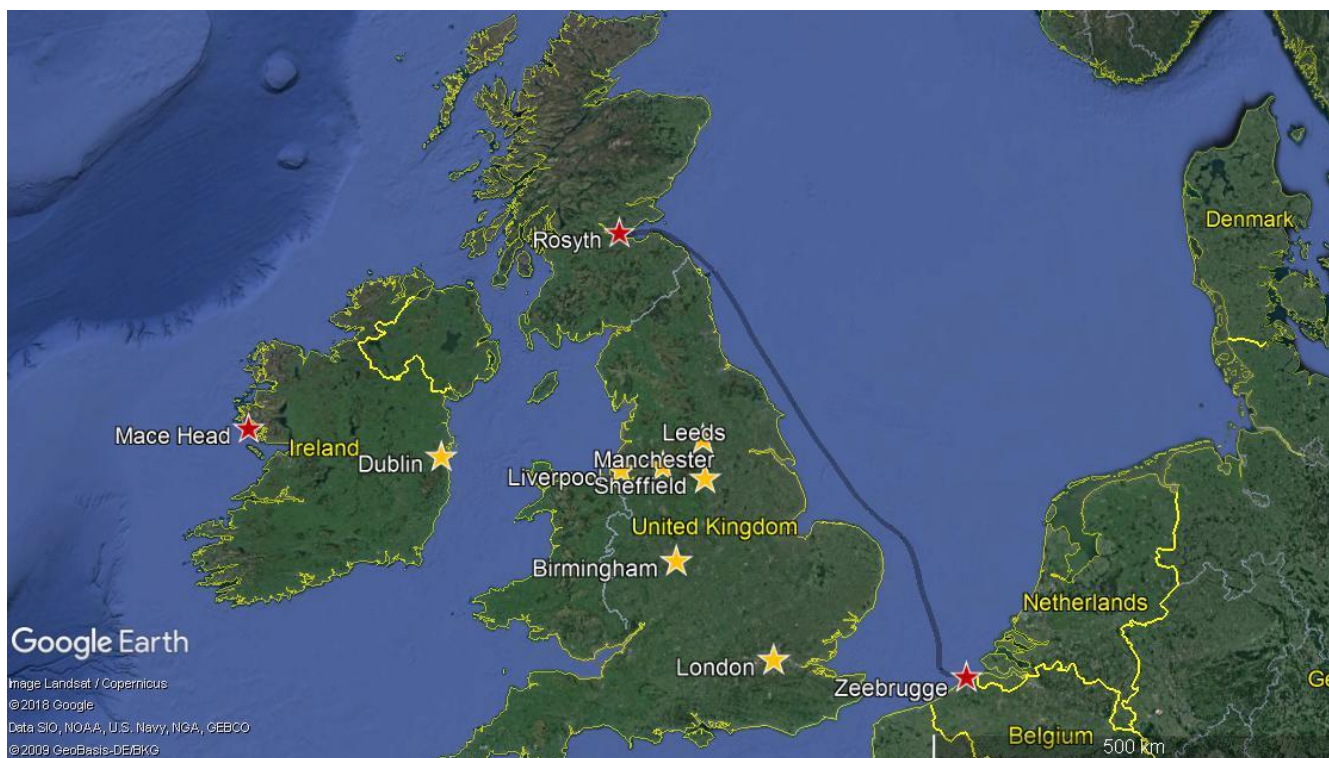 Denmark
Rosyth
Leeds
Mace Head
Ireland
Manchester
Dublin
Liverpool
Sheffield
United Kingdom
Birmingham
Netherlands
Google Earth
London
Zeebrugge
Image Landsat / Copernicus
Ge
© 2018 Google
Data SIO, NOAA, U.S. Navy, NGA, GEBCO
Belgium
500 km
© 2009 GeoBasis-DE/BKG